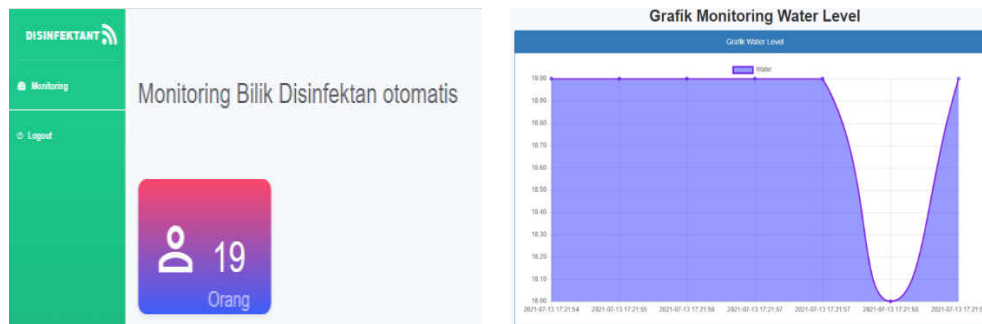 DISINFEKTANT
Monitoring
Logout
Monitoring Bilik Disinfektan otomatis
19
Orang
Grafik Monitoring Water Level
Grafik Water Level
Water
19.00
18.90
18.80
18.70
18.60
18.50
18.40
18.30
18.20
18.10
18.00
2021-07-13 17:21:54
2021-07-13 17:21:55
2021-07-13 17:21:56
2021-07-13 17:21:57
2021-07-13 17:21:57
2021-07-13 17:21:58
2021-07-13